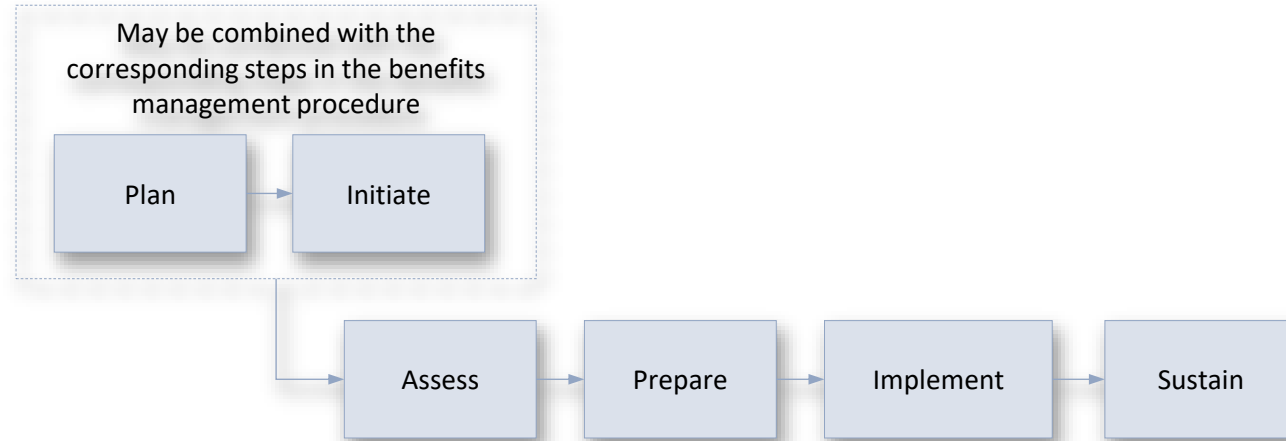 May be combined with the
corresponding steps in the benefits
management procedure
Plan
Initiate
Assess
Prepare
Implement
Sustain